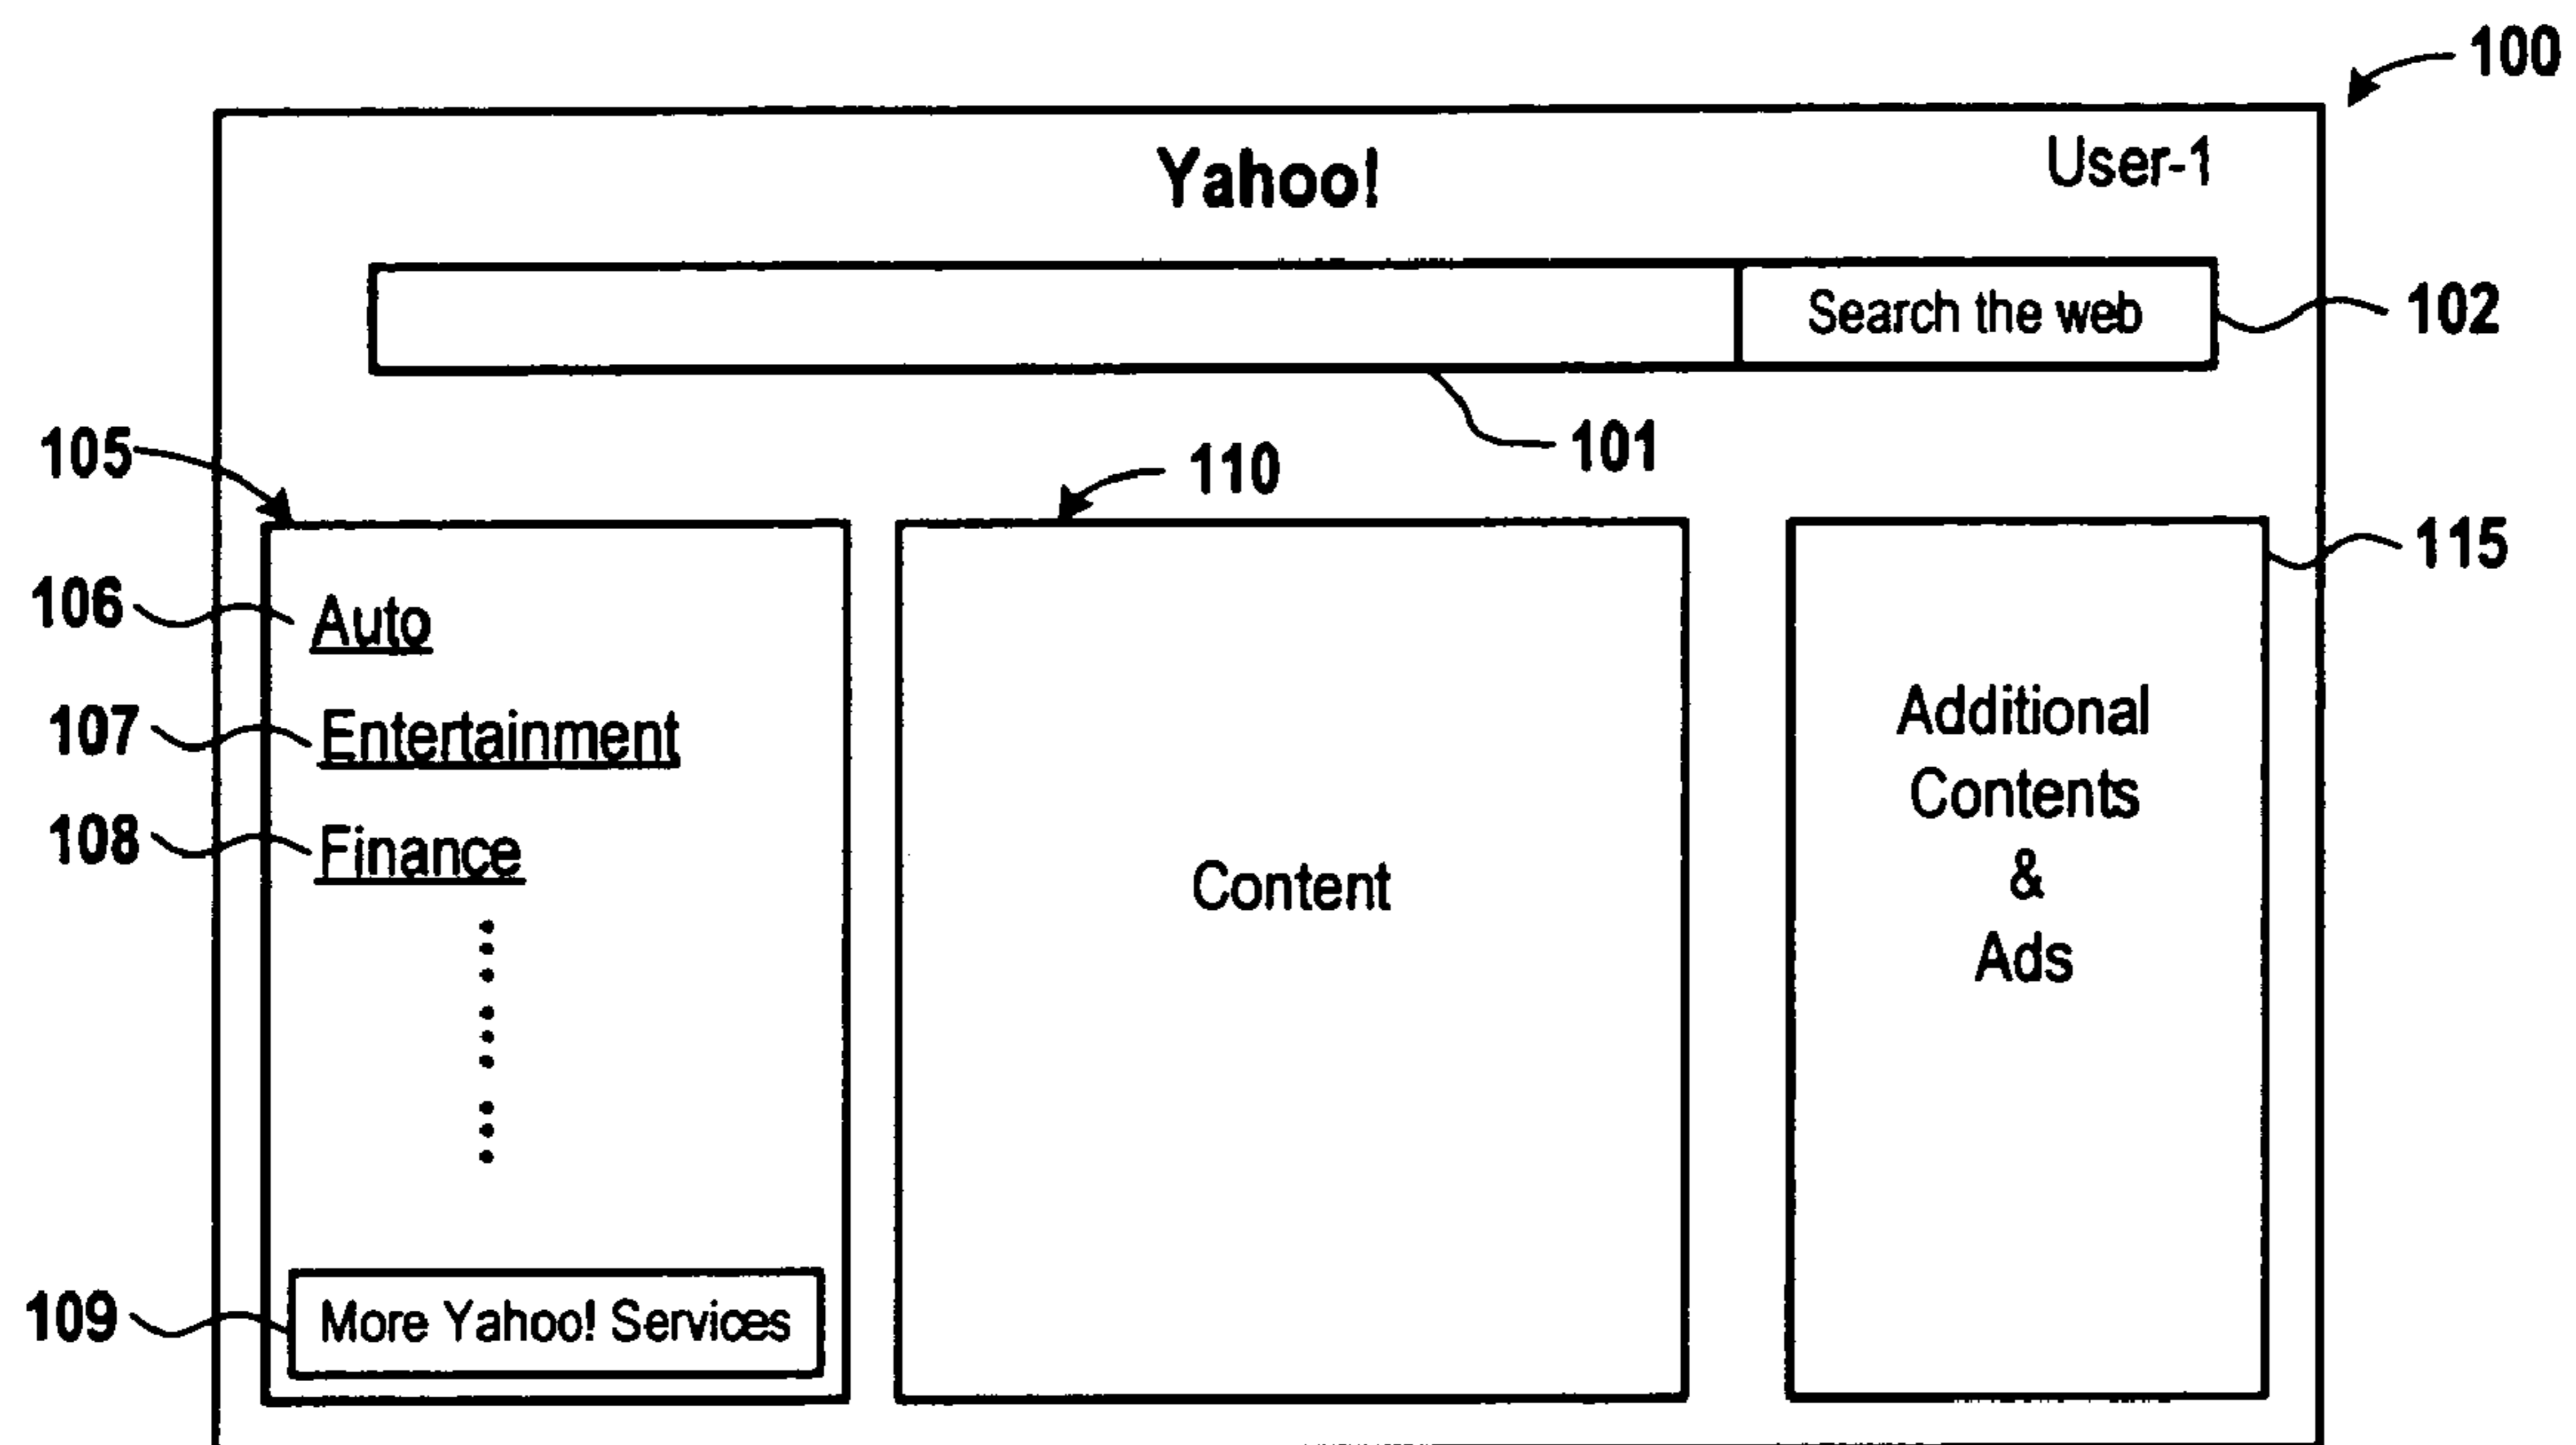 100
Yahoo!
User-1
Search the web
102
101
105
110
115
106
Auto
107
Entertainment
108
Finance
109
More Yahoo! Services
Content
Additional
Contents
&
Ads